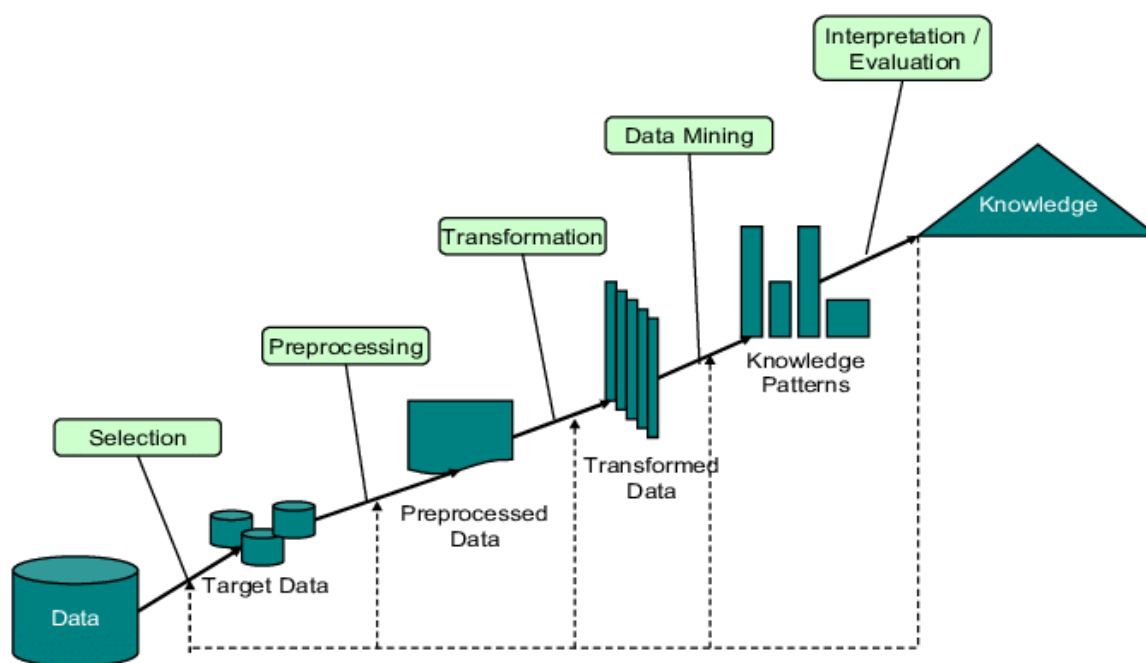 Interpretation /
Evaluation
Data Mining
Knowledge
Transformation
Preprocessing
Knowledge
Patterns
Selection
Transformed
Data
Preprocessed
Data
Target Data
Data